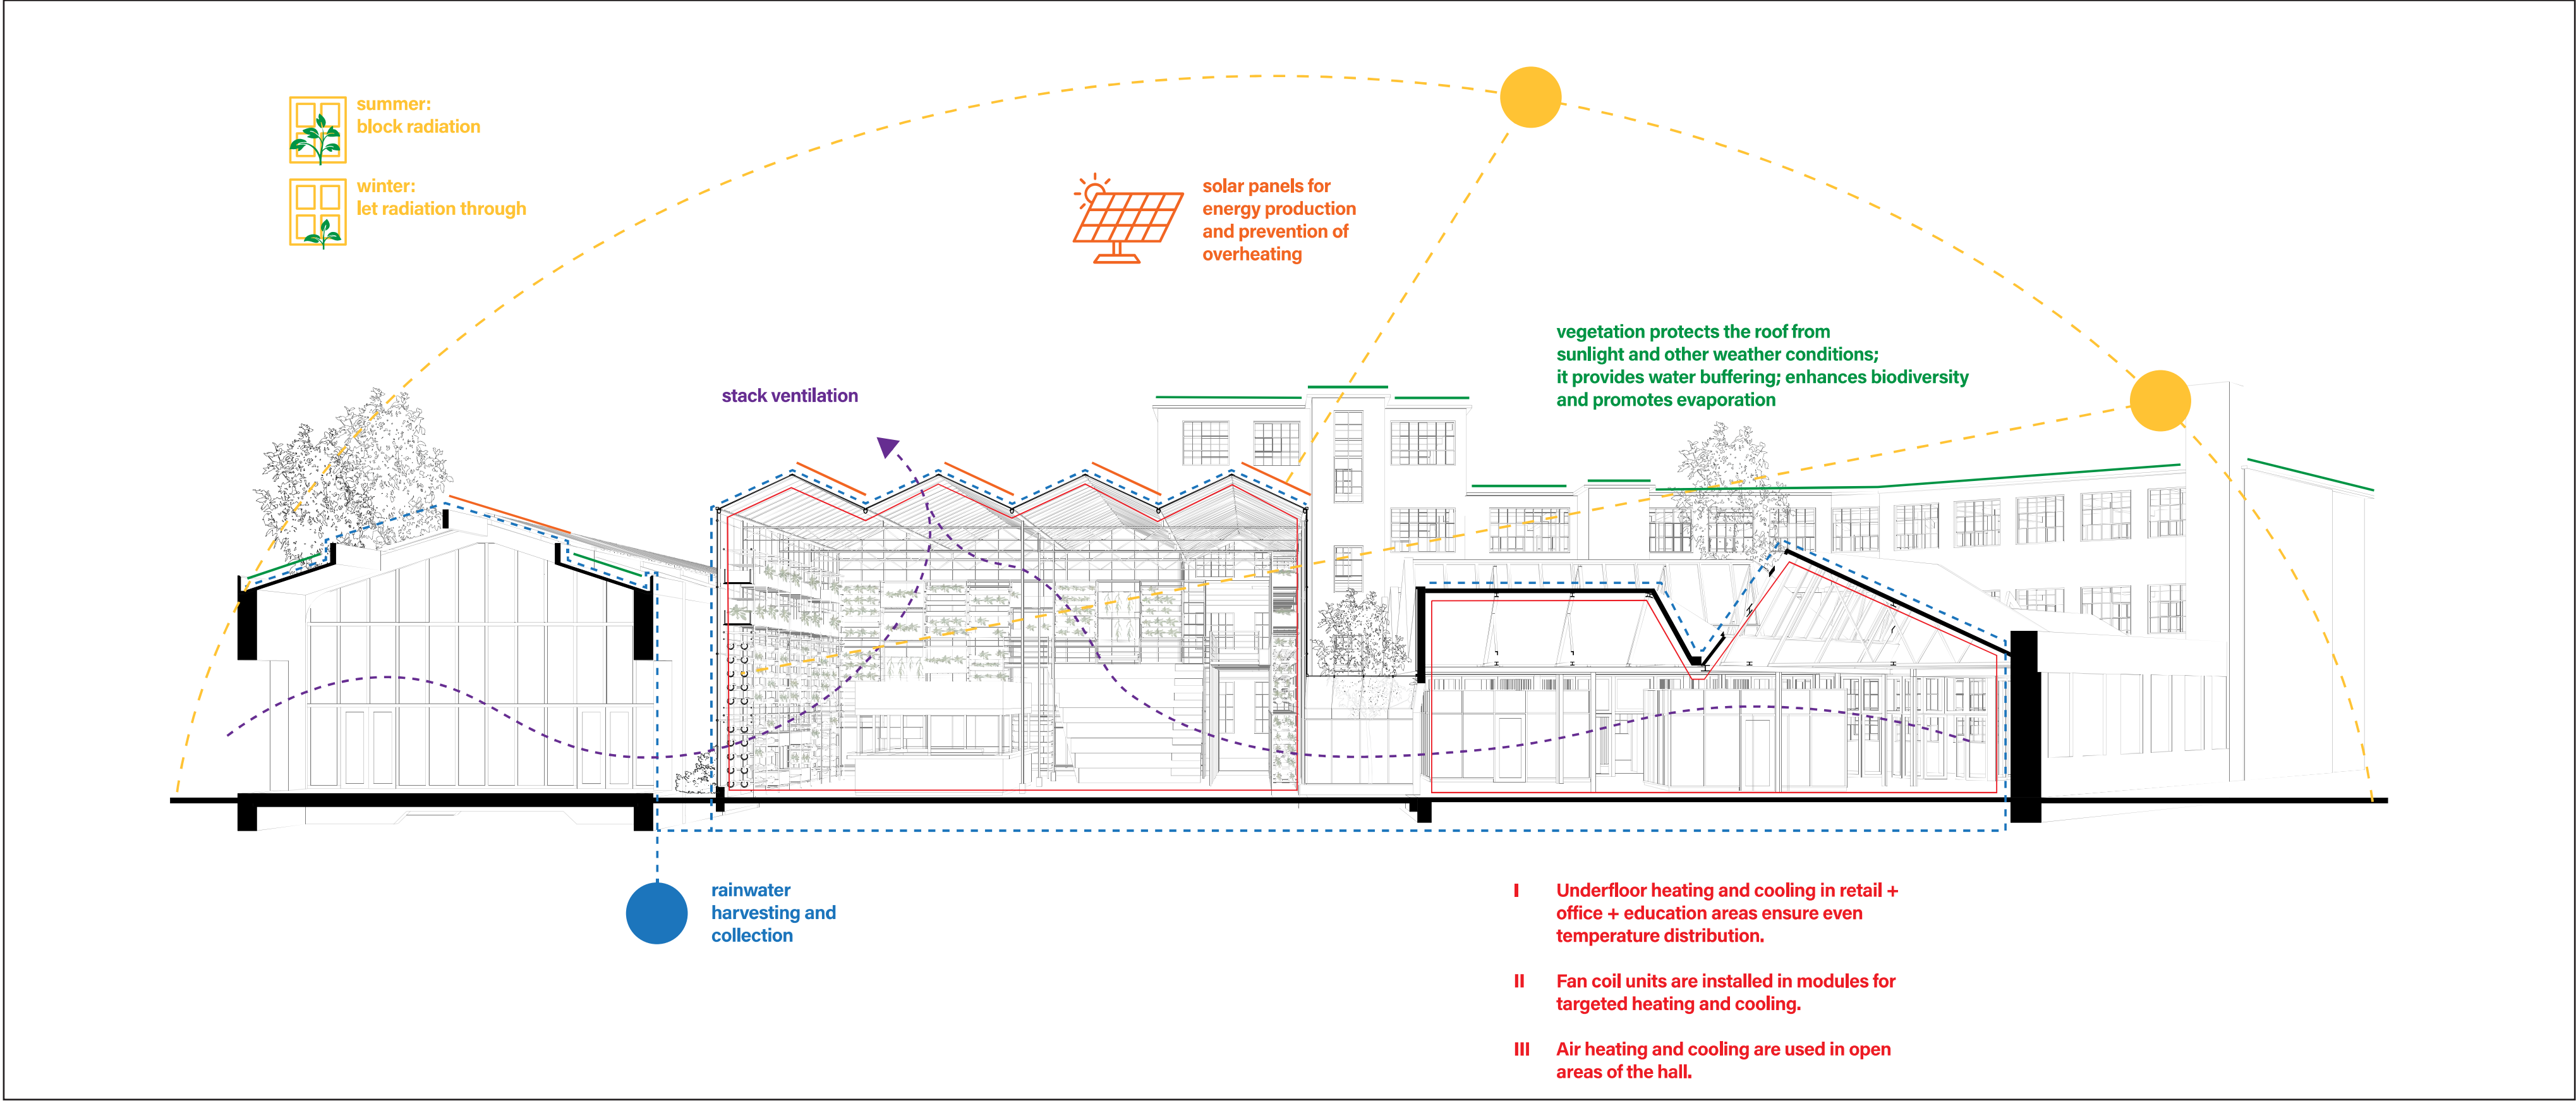 summer:
block radiation
winter:
let radiation through
solar panels for
energy production
and prevention of
overheating
vegetation protects the roof from
sunlight and other weather conditions;
it provides water buffering; enhances biodiversity
and promotes evaporation
stack ventilation
rainwater
harvesting and
collection
I Underfloor heating and cooling in retail +
office + education areas ensure even
temperature distribution.
II Fan coil units are installed in modules for
targeted heating and cooling.
III Air heating and cooling are used in open
areas of the hall.